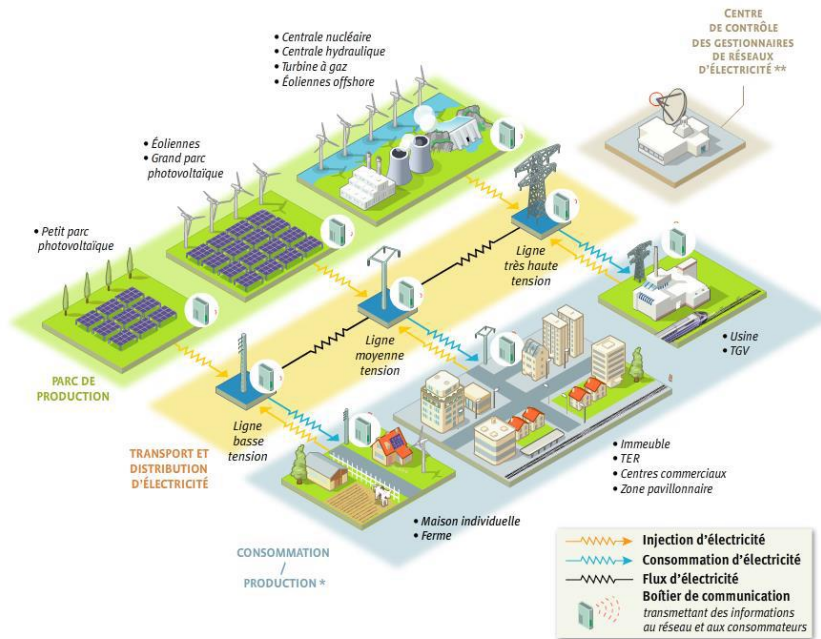 CENTRE
DE CONTRÔLE
DES GESTIONNAIRES
DE RÉSEAUX
D'ÉLECTRICITÉ **
• Centrale nucléaire
• Centrale hydraulique
• Turbine à gaz
• Éoliennes offshore
• Éoliennes
• Grand parc
photovoltaïque
• Petit parc
photovoltaïque
Ligne
très haute
tension
Ligne
moyenne
tension
Ligne
basse
tension
PARC DE
PRODUCTION
TRANSPORT ET
DISTRIBUTION
D'ÉLECTRICITÉ
CONSOMMATION
/
PRODUCTION *
• Usine
• TGV
• Immeuble
• TER
• Centres commerciaux
• Zone pavillonnaire
• Maison individuelle
• Ferme
Injection d'électricité
Consommation d'électricité
Flux d'électricité
Boîtier de communication
transmettant des informations
au réseau et aux consommateurs